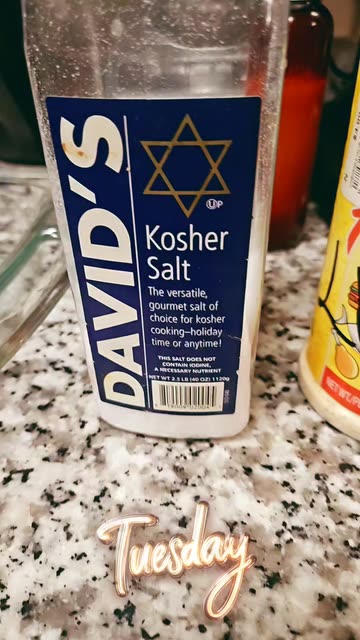 DAVID'S
U P
Kosher
Salt
The versatile,
gourmet salt of
choice for kosher
cooking–holiday
time or anytime!
THIS SALT DOES NOT
CONTAIN IODINE,
A NECESSARY NUTRIENT
NET WT 2.5 LB (40 OZ) 1120g
Tuesday